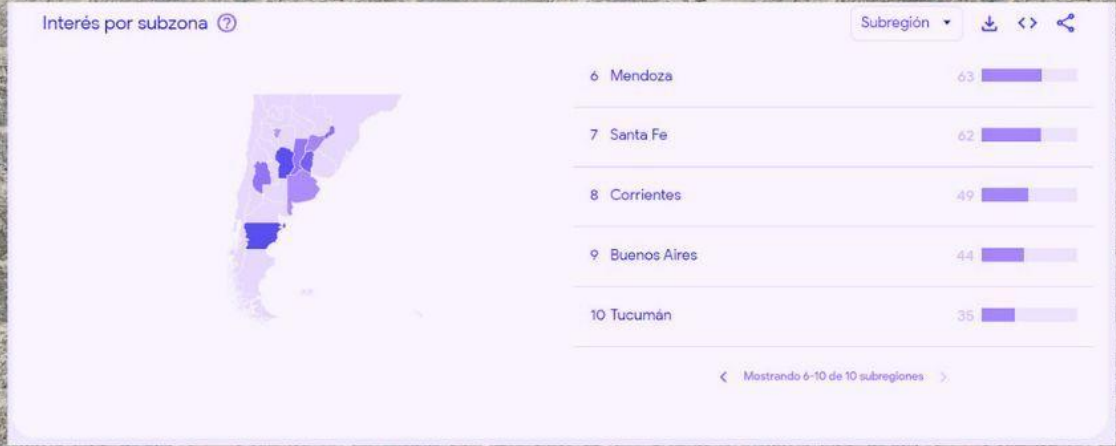 Interés por subzona
Subregión
6 Mendoza 63
7 Santa Fe 62
8 Corrientes 49
9 Buenos Aires 44
10 Tucumán 35
Mostrando 6-10 de 10 subregiones